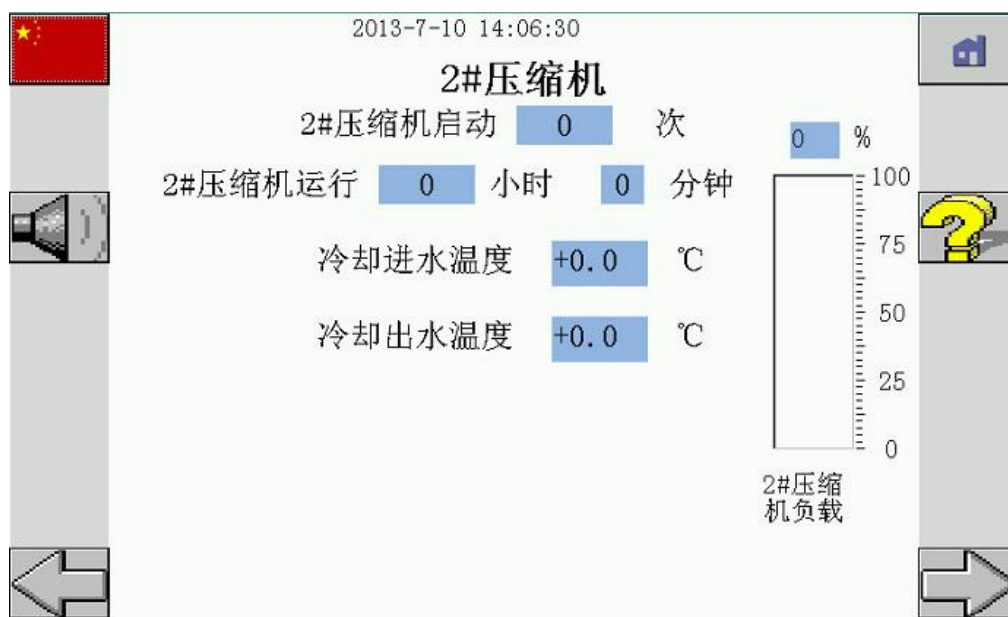 2013-7-10 14:06:30
2#压缩机
2#压缩机启动 0 次
0 %
2#压缩机运行 0 小时 0 分钟
100
75
50
25
0
冷却进水温度 +0.0 ℃
冷却出水温度 +0.0 ℃
2#压缩
机负载